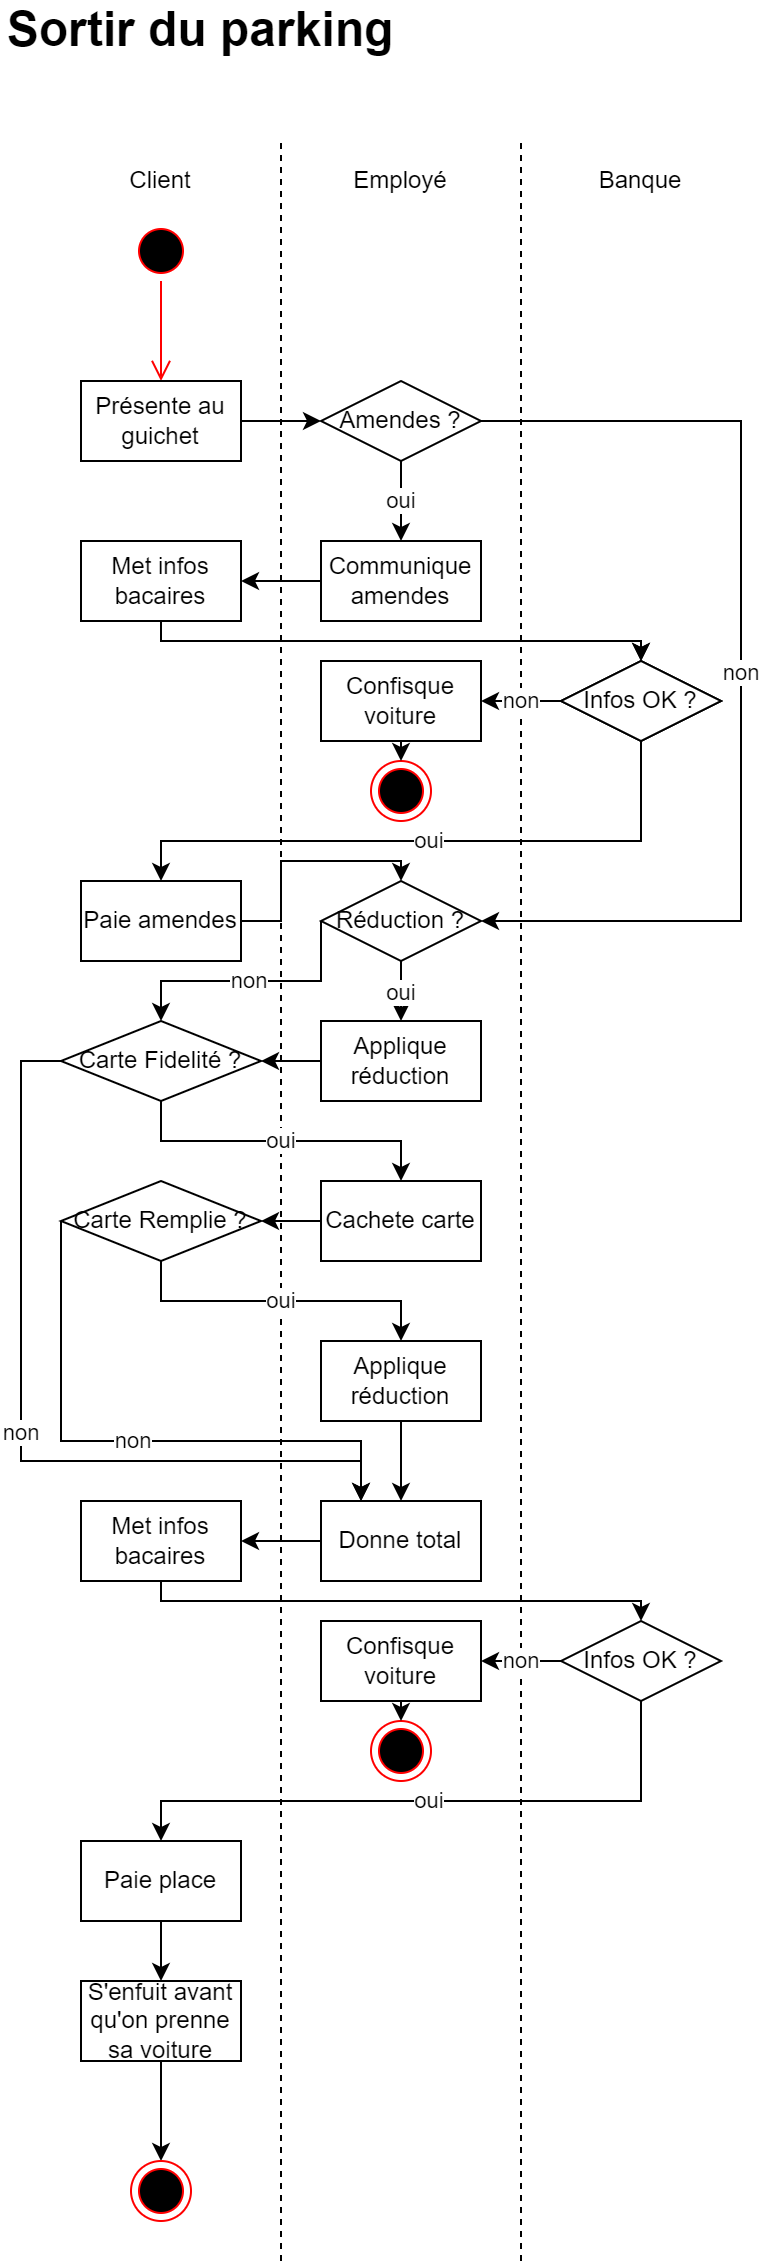 Sortir du parking
Client
Employé
Banque
Présente au
guichet
Amendes ?
oui
Met infos
bacaires
Communique
amendes
non
Confisque
voiture
non
Infos OK ?
oui
Paie amendes
Réduction ?
non
oui
Carte Fidelité ?
Applique
réduction
oui
Carte Remplie ?
Cachete carte
oui
Applique
réduction
non
non
Met infos
bacaires
Donne total
Confisque
voiture
non
Infos OK ?
oui
Paie place
S'enfuit avant
qu'on prenne
sa voiture